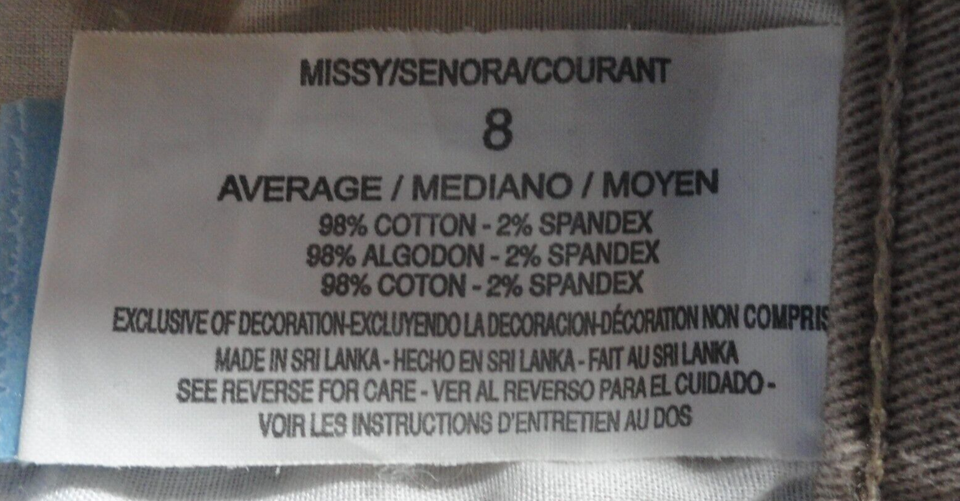 MISSY/SENORA/COURANT
8
AVERAGE / MEDIANO / MOYEN
98% COTTON - 2% SPANDEX
98% ALGODON - 2% SPANDEX
98% COTON - 2% SPANDEX
EXCLUSIVE OF DECORATION-EXCLUYENDO LA DECORACION-DÉCORATION NON COMPRIS
MADE IN SRI LANKA - HECHO EN SRI LANKA - FAIT AU SRI LANKA
SEE REVERSE FOR CARE - VER AL REVERSO PARA EL CUIDADO -
VOIR LES INSTRUCTIONS D'ENTRETIEN AU DOS